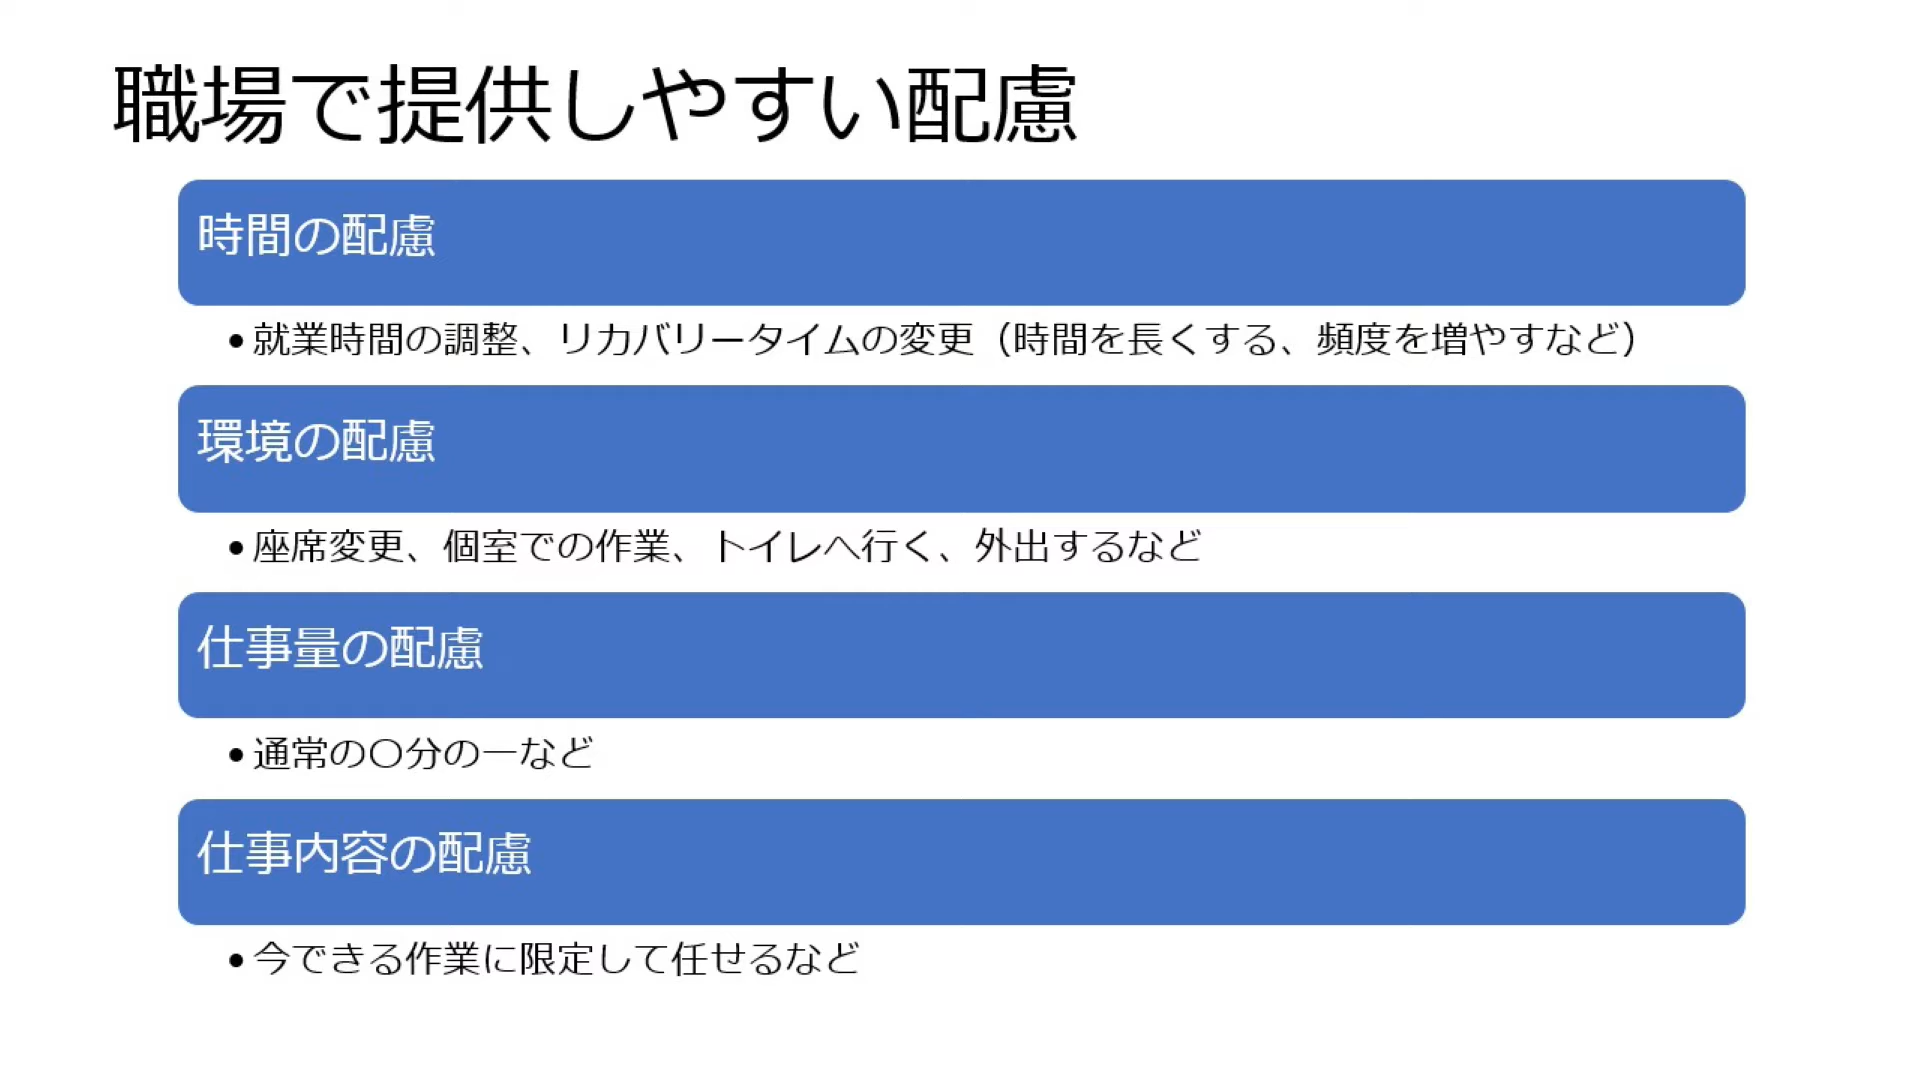 職場で提供しやすい配慮
時間の配慮
•就業時間の調整、リカバリータイムの変更（時間を長くする、頻度を増やすなど）
環境の配慮
•座席変更、個室での作業、トイレへ行く、外出するなど
仕事量の配慮
•通常の〇分の一など
仕事内容の配慮
•今できる作業に限定して任せるなど